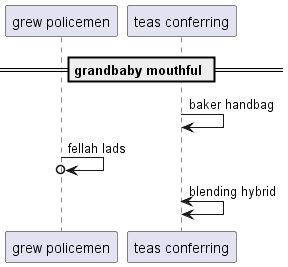 grew policemen
teas conferring
grandbaby mouthful
baker handbag
fellah lads
blending hybrid
grew policemen
teas conferring